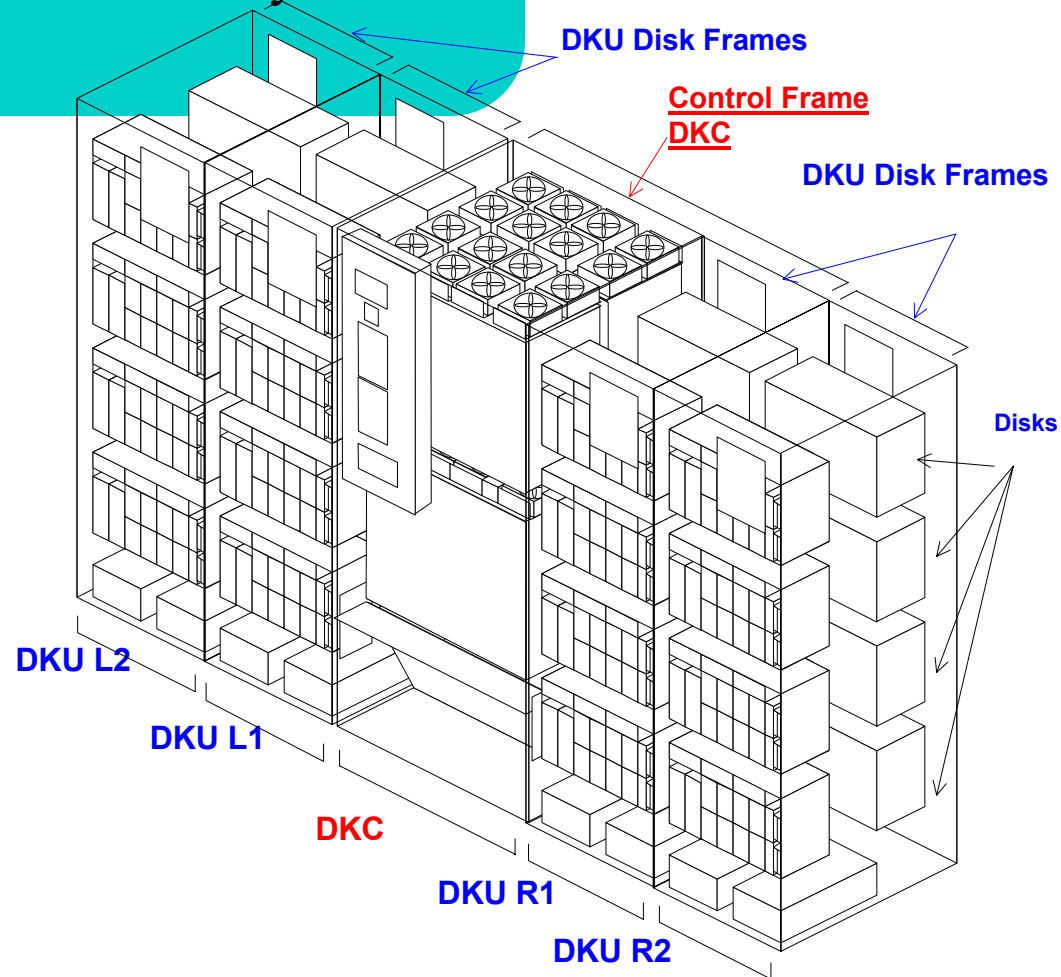 DKU Disk Frames
Control Frame
DKC
DKU Disk Frames
Disks
DKU L2
DKU L1
DKC
DKU R1
DKU R2